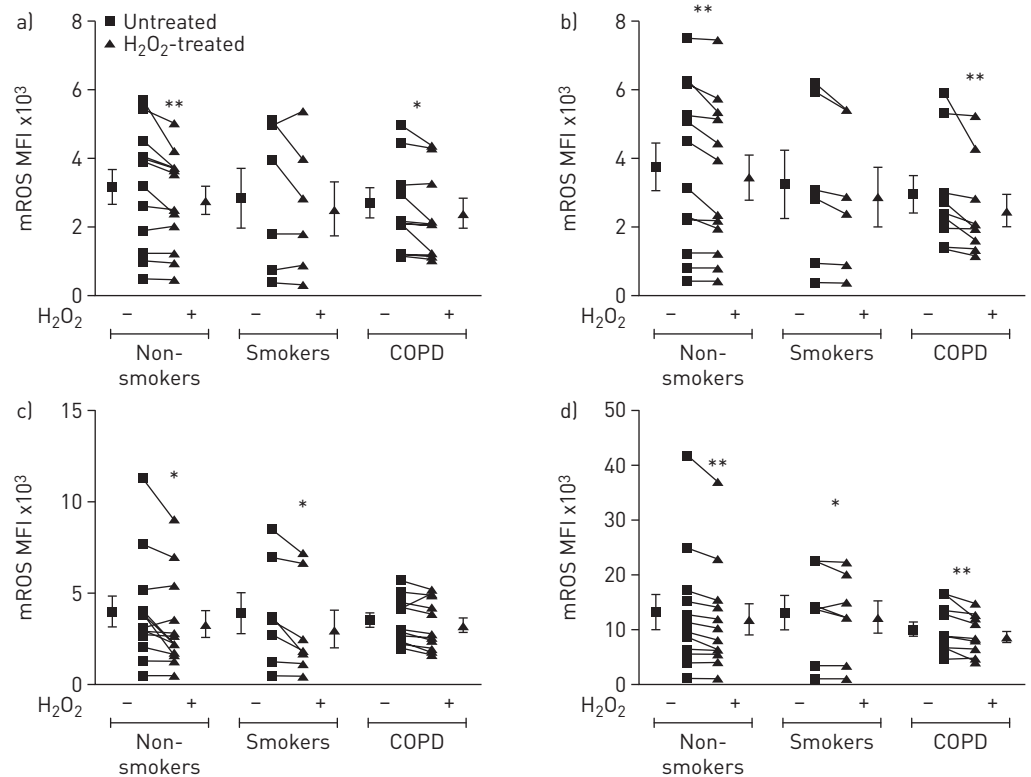 a)
■ Untreated
▲ H₂O₂-treated
8
6
4
2
0
mROS MFI x10³
**
*
H₂O₂ − + − + − +
Non-smokers Smokers COPD
b)
8
6
4
2
0
mROS MFI x10³
**
**
H₂O₂ − + − + − +
Non-smokers Smokers COPD
c)
15
10
5
0
mROS MFI x10³
*
*
H₂O₂ − + − + − +
Non-smokers Smokers COPD
d)
50
40
30
20
10
0
mROS MFI x10³
**
*
**
H₂O₂ − + − + − +
Non-smokers Smokers COPD